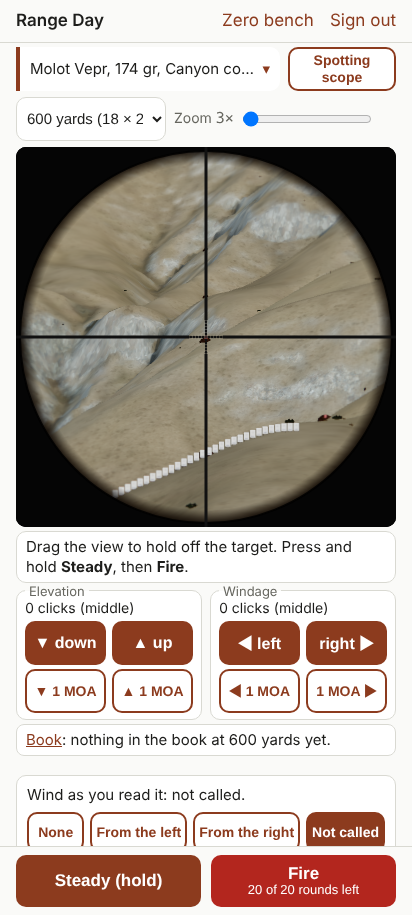 Range Day Zero bench Sign out
Molot Vepr, 174 gr, Canyon co... ▼
Spotting
scope
600 yards (18 × 2
Zoom 3×
Drag the view to hold off the target. Press and
hold Steady, then Fire.
Elevation
0 clicks (middle)
▼ down ▲ up
▼ 1 MOA ▲ 1 MOA
Windage
0 clicks (middle)
◀ left right ▶
◀ 1 MOA 1 MOA ▶
Book: nothing in the book at 600 yards yet.
Wind as you read it: not called.
None From the left From the right Not called
Steady (hold)
Fire
20 of 20 rounds left